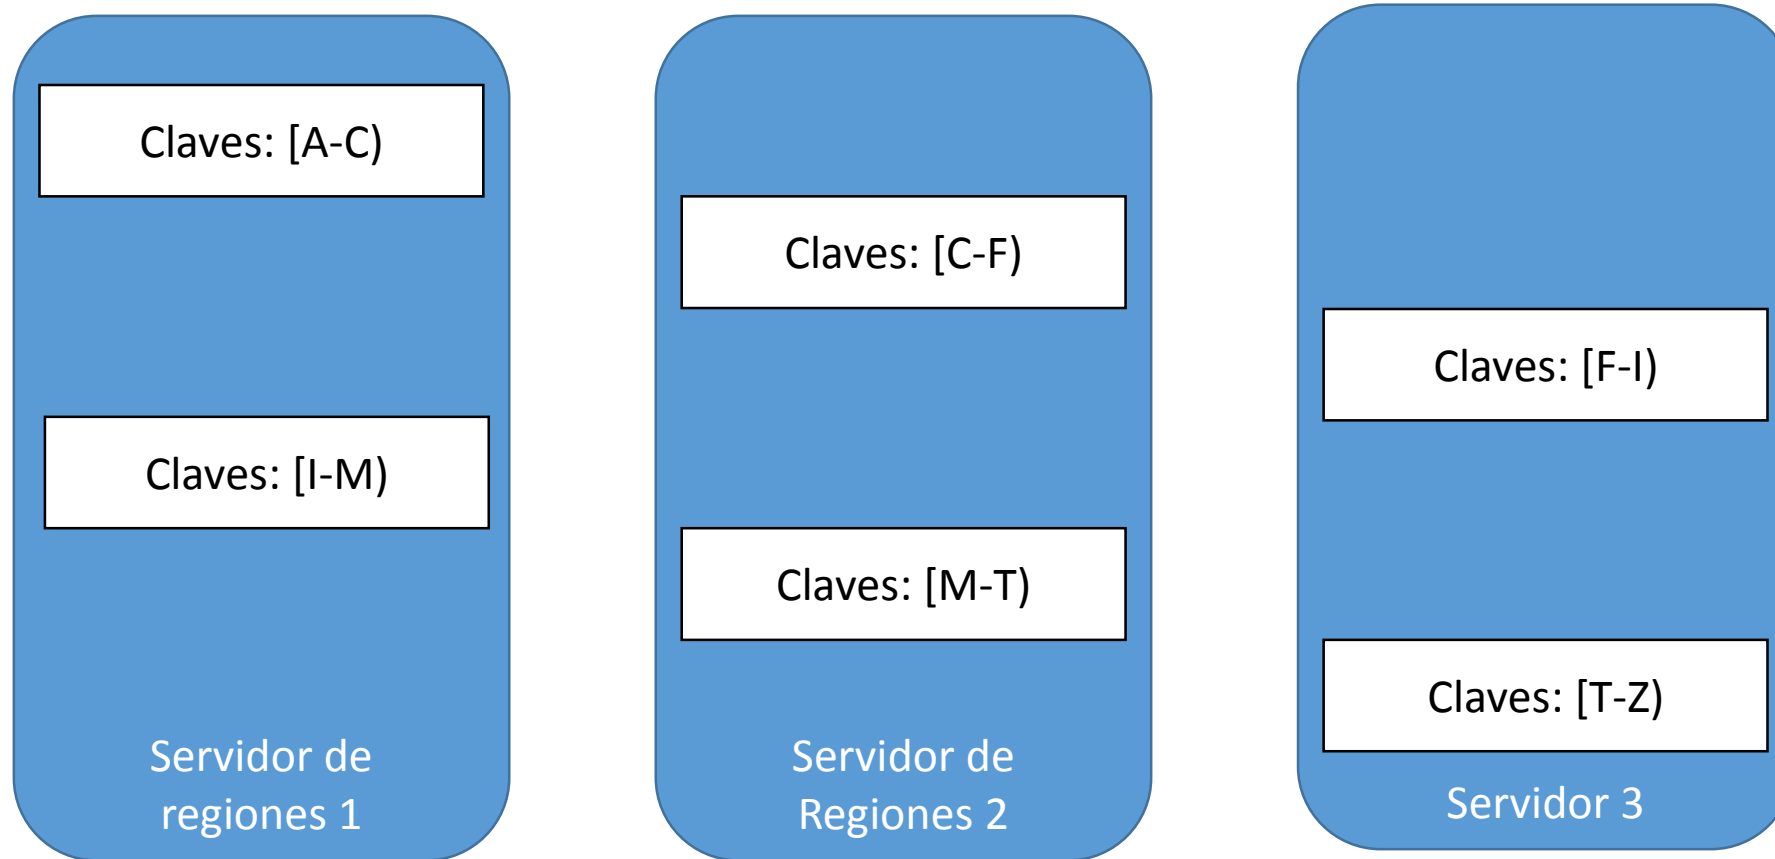 Claves: [A-C)
Claves: [I-M)
Servidor de
regiones 1
Claves: [C-F)
Claves: [M-T)
Servidor de
Regiones 2
Claves: [F-I)
Claves: [T-Z)
Servidor 3